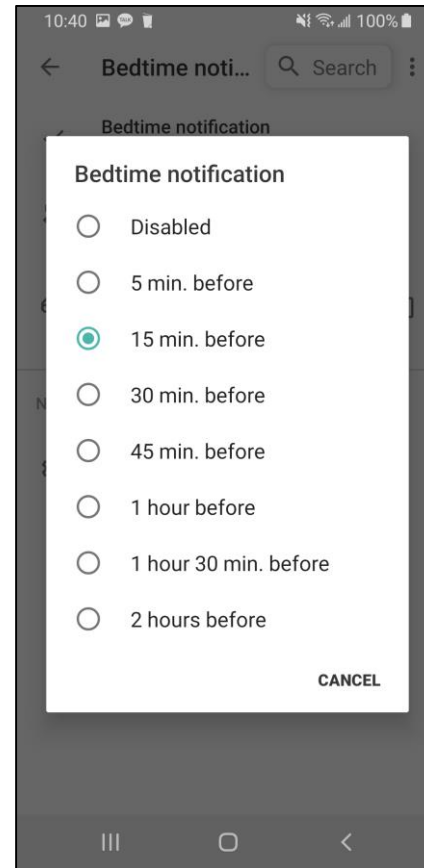 10:40 100%
Bedtime noti... Search
Bedtime notification
Bedtime notification
Disabled
5 min. before
15 min. before
30 min. before
45 min. before
1 hour before
1 hour 30 min. before
2 hours before
CANCEL